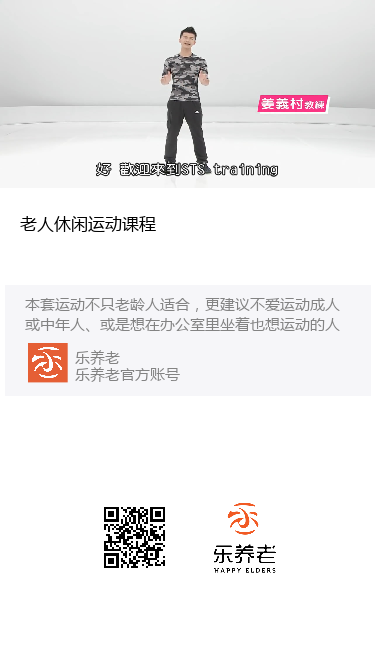 姜義村教練
好 歡迎來到STS training
老人休闲运动课程
本套运动不只老龄人适合，更建议不爱运动成人
或中年人、或是想在办公室里坐着也想运动的人
乐养老
乐养老官方账号
乐养老
HAPPY ELDERS